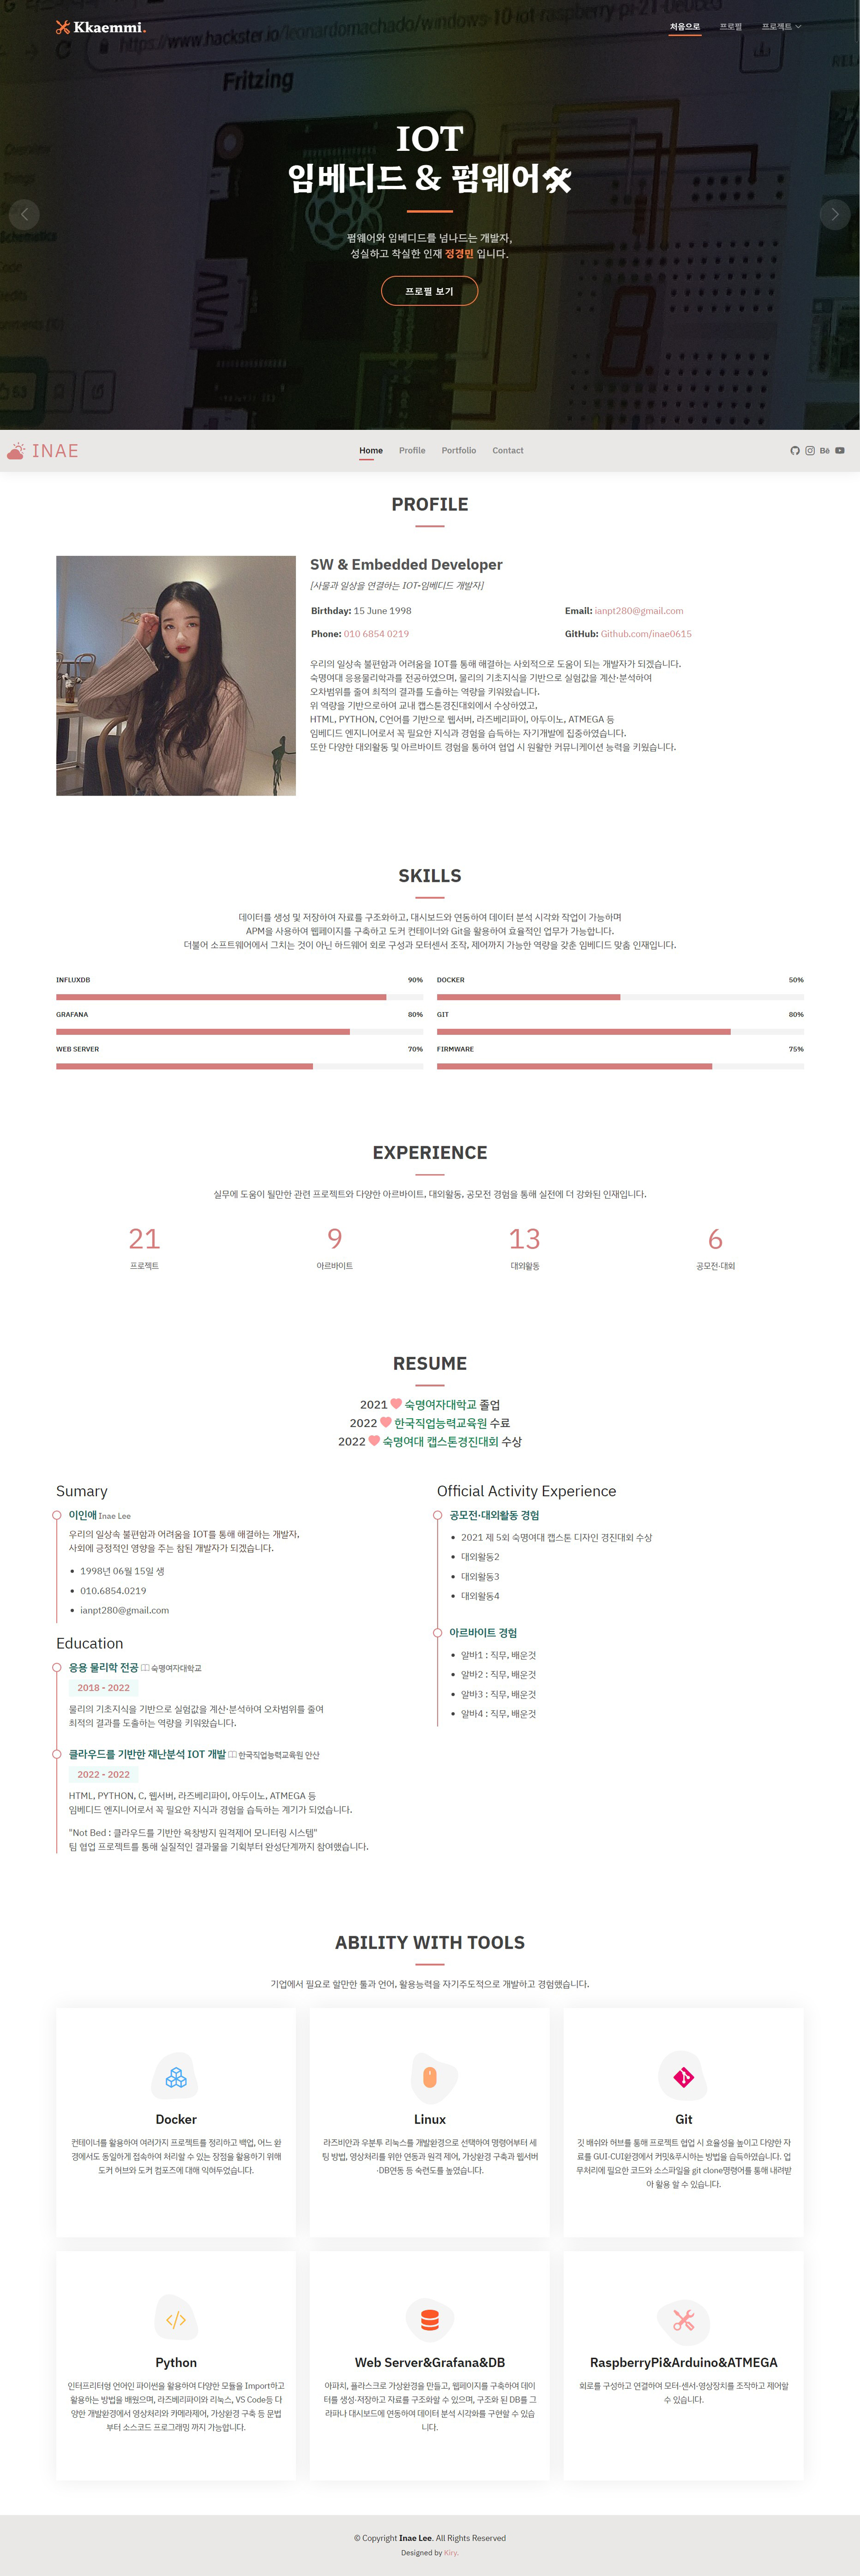 Kkaemmi.
처음으로
프로필
프로젝트
https://www.hackster.io/leonardomachado/windows-
Fritzing
IOT
임베디드 & 펌웨어
펌웨어와 임베디드를 넘나드는 개발자,
성실하고 착실한 인재 정경민 입니다.
프로필 보기
INAE
Home
Profile
Portfolio
Contact
PROFILE
SW & Embedded Developer
[사물과 일상을 연결하는 IOT·임베디드 개발자]
Birthday: 15 June 1998
Email: ianpt280@gmail.com
Phone: 010 6854 0219
GitHub: Github.com/inae0615
우리의 일상속 불편함과 어려움을 IOT를 통해 해결하는 사회적으로 도움이 되는 개발자가 되겠습니다.
숙명여대 응용물리학과를 전공하였으며, 물리의 기초지식을 기반으로 실험값을 계산·분석하여
오차범위를 줄여 최적의 결과를 도출하는 역량을 키워왔습니다.
위 역량을 기반으로하여 교내 캡스톤경진대회에서 수상하였고,
HTML, PYTHON, C언어를 기반으로 웹서버, 라즈베리파이, 아두이노, ATMEGA 등
임베디드 엔지니어로서 꼭 필요한 지식과 경험을 습득하는 자기개발에 집중하였습니다.
또한 다양한 대외활동 및 아르바이트 경험을 통하여 협업 시 원활한 커뮤니케이션 능력을 키웠습니다.
SKILLS
데이터를 생성 및 저장하여 자료를 구조화하고, 대시보드와 연동하여 데이터 분석 시각화 작업이 가능하며
APM을 사용하여 웹페이지를 구축하고 도커 컨테이너와 Git을 활용하여 효율적인 업무가 가능합니다.
더불어 소프트웨어에서 그치는 것이 아닌 하드웨어 회로 구성과 모터센서 조작, 제어까지 가능한 역량을 갖춘 임베디드 맞춤 인재입니다.
INFLUXDB 90%
DOCKER 50%
GRAFANA 80%
GIT 80%
WEB SERVER 70%
FIRMWARE 75%
EXPERIENCE
실무에 도움이 될만한 관련 프로젝트와 다양한 아르바이트, 대외활동, 공모전 경험을 통해 실전에 더 강화된 인재입니다.
21
9
13
6
프로젝트
아르바이트
대외활동
공모전·대회
RESUME
2021 숙명여자대학교 졸업
2022 한국직업능력교육원 수료
2022 숙명여대 캡스톤경진대회 수상
Sumary
이인애 Inae Lee
우리의 일상속 불편함과 어려움을 IOT를 통해 해결하는 개발자,
사회에 긍정적인 영향을 주는 참된 개발자가 되겠습니다.
1998년 06월 15일 생
010.6854.0219
ianpt280@gmail.com
Education
응용 물리학 전공 숙명여자대학교
2018 - 2022
물리의 기초지식을 기반으로 실험값을 계산·분석하여 오차범위를 줄여
최적의 결과를 도출하는 역량을 키워왔습니다.
클라우드를 기반한 재난분석 IOT 개발 한국직업능력교육원 안산
2022 - 2022
HTML, PYTHON, C, 웹서버, 라즈베리파이, 아두이노, ATMEGA 등
임베디드 엔지니어로서 꼭 필요한 지식과 경험을 습득하는 계기가 되었습니다.
"Not Bed : 클라우드를 기반한 욕창방지 원격제어 모니터링 시스템"
팀 협업 프로젝트를 통해 실질적인 결과물을 기획부터 완성단계까지 참여했습니다.
Official Activity Experience
공모전·대외활동 경험
2021 제 5회 숙명여대 캡스톤 디자인 경진대회 수상
대외활동2
대외활동3
대외활동4
아르바이트 경험
알바1 : 직무, 배운것
알바2 : 직무, 배운것
알바3 : 직무, 배운것
알바4 : 직무, 배운것
ABILITY WITH TOOLS
기업에서 필요로 할만한 툴과 언어, 활용능력을 자기주도적으로 개발하고 경험했습니다.
Docker
컨테이너를 활용하여 여러가지 프로젝트를 정리하고 백업, 어느 환
경에서도 동일하게 접속하여 처리할 수 있는 장점을 활용하기 위해
도커 허브와 도커 컴포즈에 대해 익혀두었습니다.
Linux
라즈비안과 우분투 리눅스를 개발환경으로 선택하여 명령어부터 세
팅 방법, 영상처리를 위한 연동과 원격 제어, 가상환경 구축과 웹서버
·DB연동 등 숙련도를 높였습니다.
Git
깃 배쉬와 허브를 통해 프로젝트 협업 시 효율성을 높이고 다양한 자
료를 GUI·CUI환경에서 커밋&푸시하는 방법을 습득하였습니다. 업
무처리에 필요한 코드와 소스파일을 git clone명령어를 통해 내려받
아 활용 할 수 있습니다.
Python
인터프리터형 언어인 파이썬을 활용하여 다양한 모듈을 Import하고
활용하는 방법을 배웠으며, 라즈베리파이와 리눅스, VS Code등 다
양한 개발환경에서 영상처리와 카메라제어, 가상환경 구축 등 문법
부터 소스코드 프로그래밍 까지 가능합니다.
Web Server&Grafana&DB
아파치, 플라스크로 가상환경을 만들고, 웹페이지를 구축하여 데이
터를 생성·저장하고 자료를 구조화할 수 있으며, 구조화 된 DB를 그
라파나 대시보드에 연동하여 데이터 분석 시각화를 구현할 수 있습
니다.
RaspberryPi&Arduino&ATMEGA
회로를 구성하고 연결하여 모터·센서·영상장치를 조작하고 제어할
수 있습니다.
© Copyright Inae Lee. All Rights Reserved
Designed by Kiry.